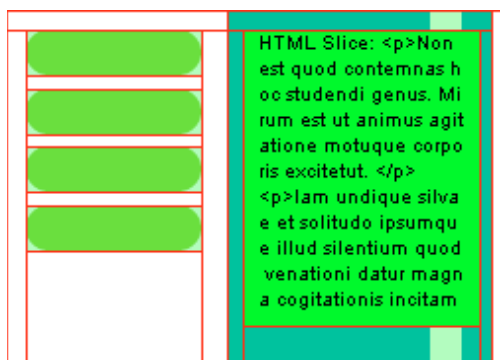 HTML Slice: <p>Non
est quod contemnas h
oc studendi genus. Mi
rum est ut animus agit
atione motuque corpo
ris excitetut. </p>
<p>Iam undique silva
e et solitudo ipsumqu
e illud silentium quod
venationi datur magn
a cogitationis incitam